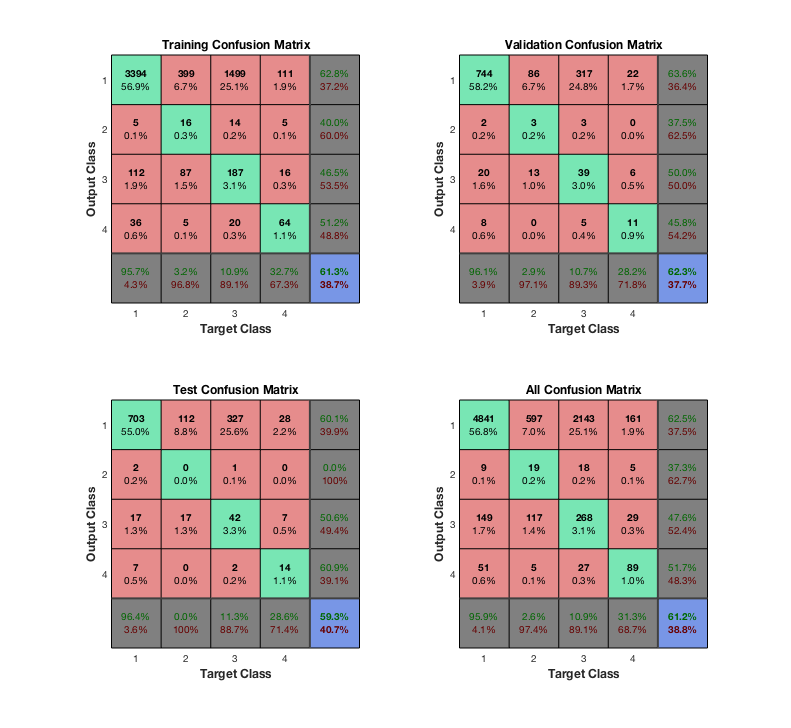 Training Confusion Matrix
Validation Confusion Matrix
Output Class
1 3394 399 1499 111 62.8%
56.9% 6.7% 25.1% 1.9% 37.2%
2 5 16 14 5 40.0%
0.1% 0.3% 0.2% 0.1% 60.0%
3 112 87 187 16 46.5%
1.9% 1.5% 3.1% 0.3% 53.5%
4 36 5 20 64 51.2%
0.6% 0.1% 0.3% 1.1% 48.8%
95.7% 3.2% 10.9% 32.7% 61.3%
4.3% 96.8% 89.1% 67.3% 38.7%
1 2 3 4
Target Class
Output Class
1 744 86 317 22 63.6%
58.2% 6.7% 24.8% 1.7% 36.4%
2 2 3 3 0 37.5%
0.2% 0.2% 0.2% 0.0% 62.5%
3 20 13 39 6 50.0%
1.6% 1.0% 3.0% 0.5% 50.0%
4 8 0 5 11 45.8%
0.6% 0.0% 0.4% 0.9% 54.2%
96.1% 2.9% 10.7% 28.2% 62.3%
3.9% 97.1% 89.3% 71.8% 37.7%
1 2 3 4
Target Class
Test Confusion Matrix
All Confusion Matrix
Output Class
1 703 112 327 28 60.1%
55.0% 8.8% 25.6% 2.2% 39.9%
2 2 0 1 0 0.0%
0.2% 0.0% 0.1% 0.0% 100%
3 17 17 42 7 50.6%
1.3% 1.3% 3.3% 0.5% 49.4%
4 7 0 2 14 60.9%
0.5% 0.0% 0.2% 1.1% 39.1%
96.4% 0.0% 11.3% 28.6% 59.3%
3.6% 100% 88.7% 71.4% 40.7%
1 2 3 4
Target Class
Output Class
1 4841 597 2143 161 62.5%
56.8% 7.0% 25.1% 1.9% 37.5%
2 9 19 18 5 37.3%
0.1% 0.2% 0.2% 0.1% 62.7%
3 149 117 268 29 47.6%
1.7% 1.4% 3.1% 0.3% 52.4%
4 51 5 27 89 51.7%
0.6% 0.1% 0.3% 1.0% 48.3%
95.9% 2.6% 10.9% 31.3% 61.2%
4.1% 97.4% 89.1% 68.7% 38.8%
1 2 3 4
Target Class